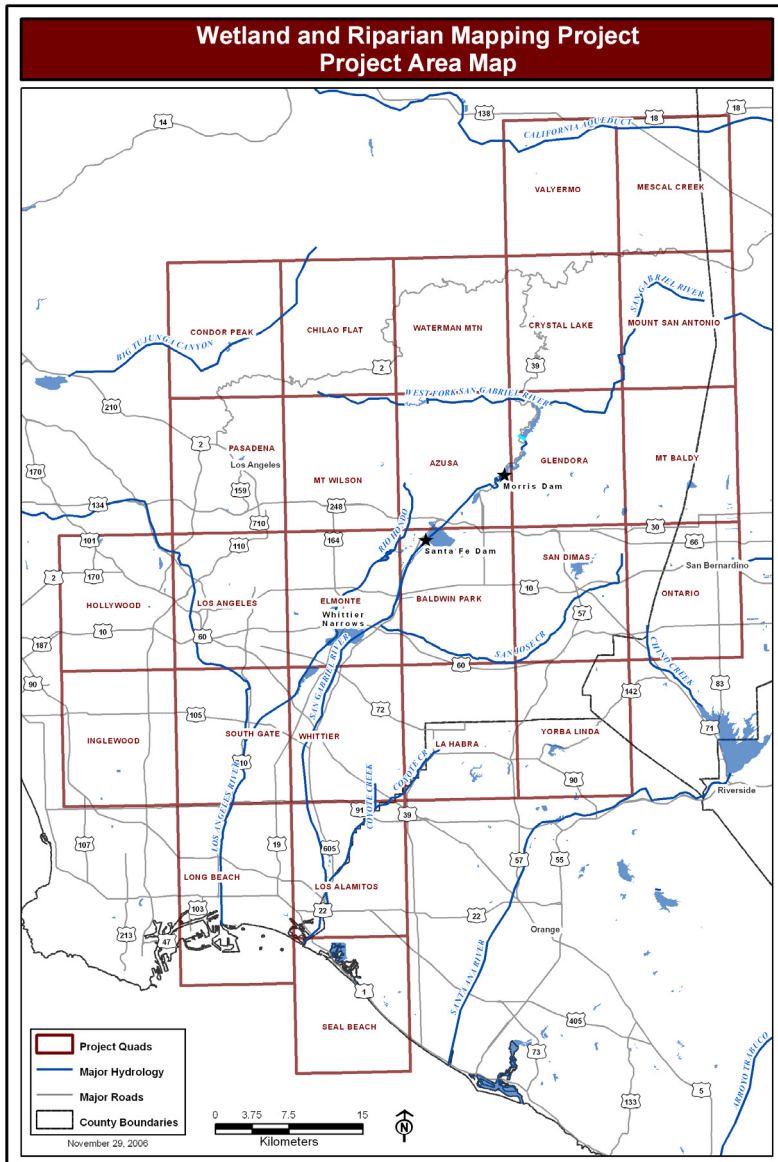 Wetland and Riparian Mapping Project
Project Area Map
14
138
18
18
CALIFORNIA AQUEDUCT
VALYERMO
MESCAL CREEK
SAN GABRIEL RIVER
CONDOR PEAK
CHILAO FLAT
WATERMAN MTN
CRYSTAL LAKE
MOUNT SAN ANTONIO
BIG TUJUNGA CANYON
2
39
WEST FORK SAN GABRIEL RIVER
210
2
PASADENA
Los Angeles
170
159
MT WILSON
AZUSA
GLENDORA
MT BALDY
Morris Dam
134
248
710
RIO HONDO
30
101
110
164
66
Santa Fe Dam
SAN DIMAS
San Bernardino
2
170
10
HOLLYWOOD
LOS ANGELES
ELMONTE
BALDWIN PARK
ONTARIO
Whittier
Narrows
57
187
10
60
SAN JOSE CR
60
CHINO CREEK
90
SAN GABRIEL RIVER
142
83
105
72
71
INGLEWOOD
SOUTH GATE
WHITTIER
LA HABRA
YORBA LINDA
10
COYOTE CR
90
COYOTE CREEK
Riverside
LOS ANGELES RIVER
91
39
107
19
605
57
55
LONG BEACH
LOS ALAMITOS
103
22
22
213
47
Orange
SANTA ANA RIVER
1
SEAL BEACH
405
73
133
5
ARROYO TRABUCO
Project Quads
Major Hydrology
Major Roads
County Boundaries
November 29, 2006
0 3.75 7.5 15
Kilometers
N